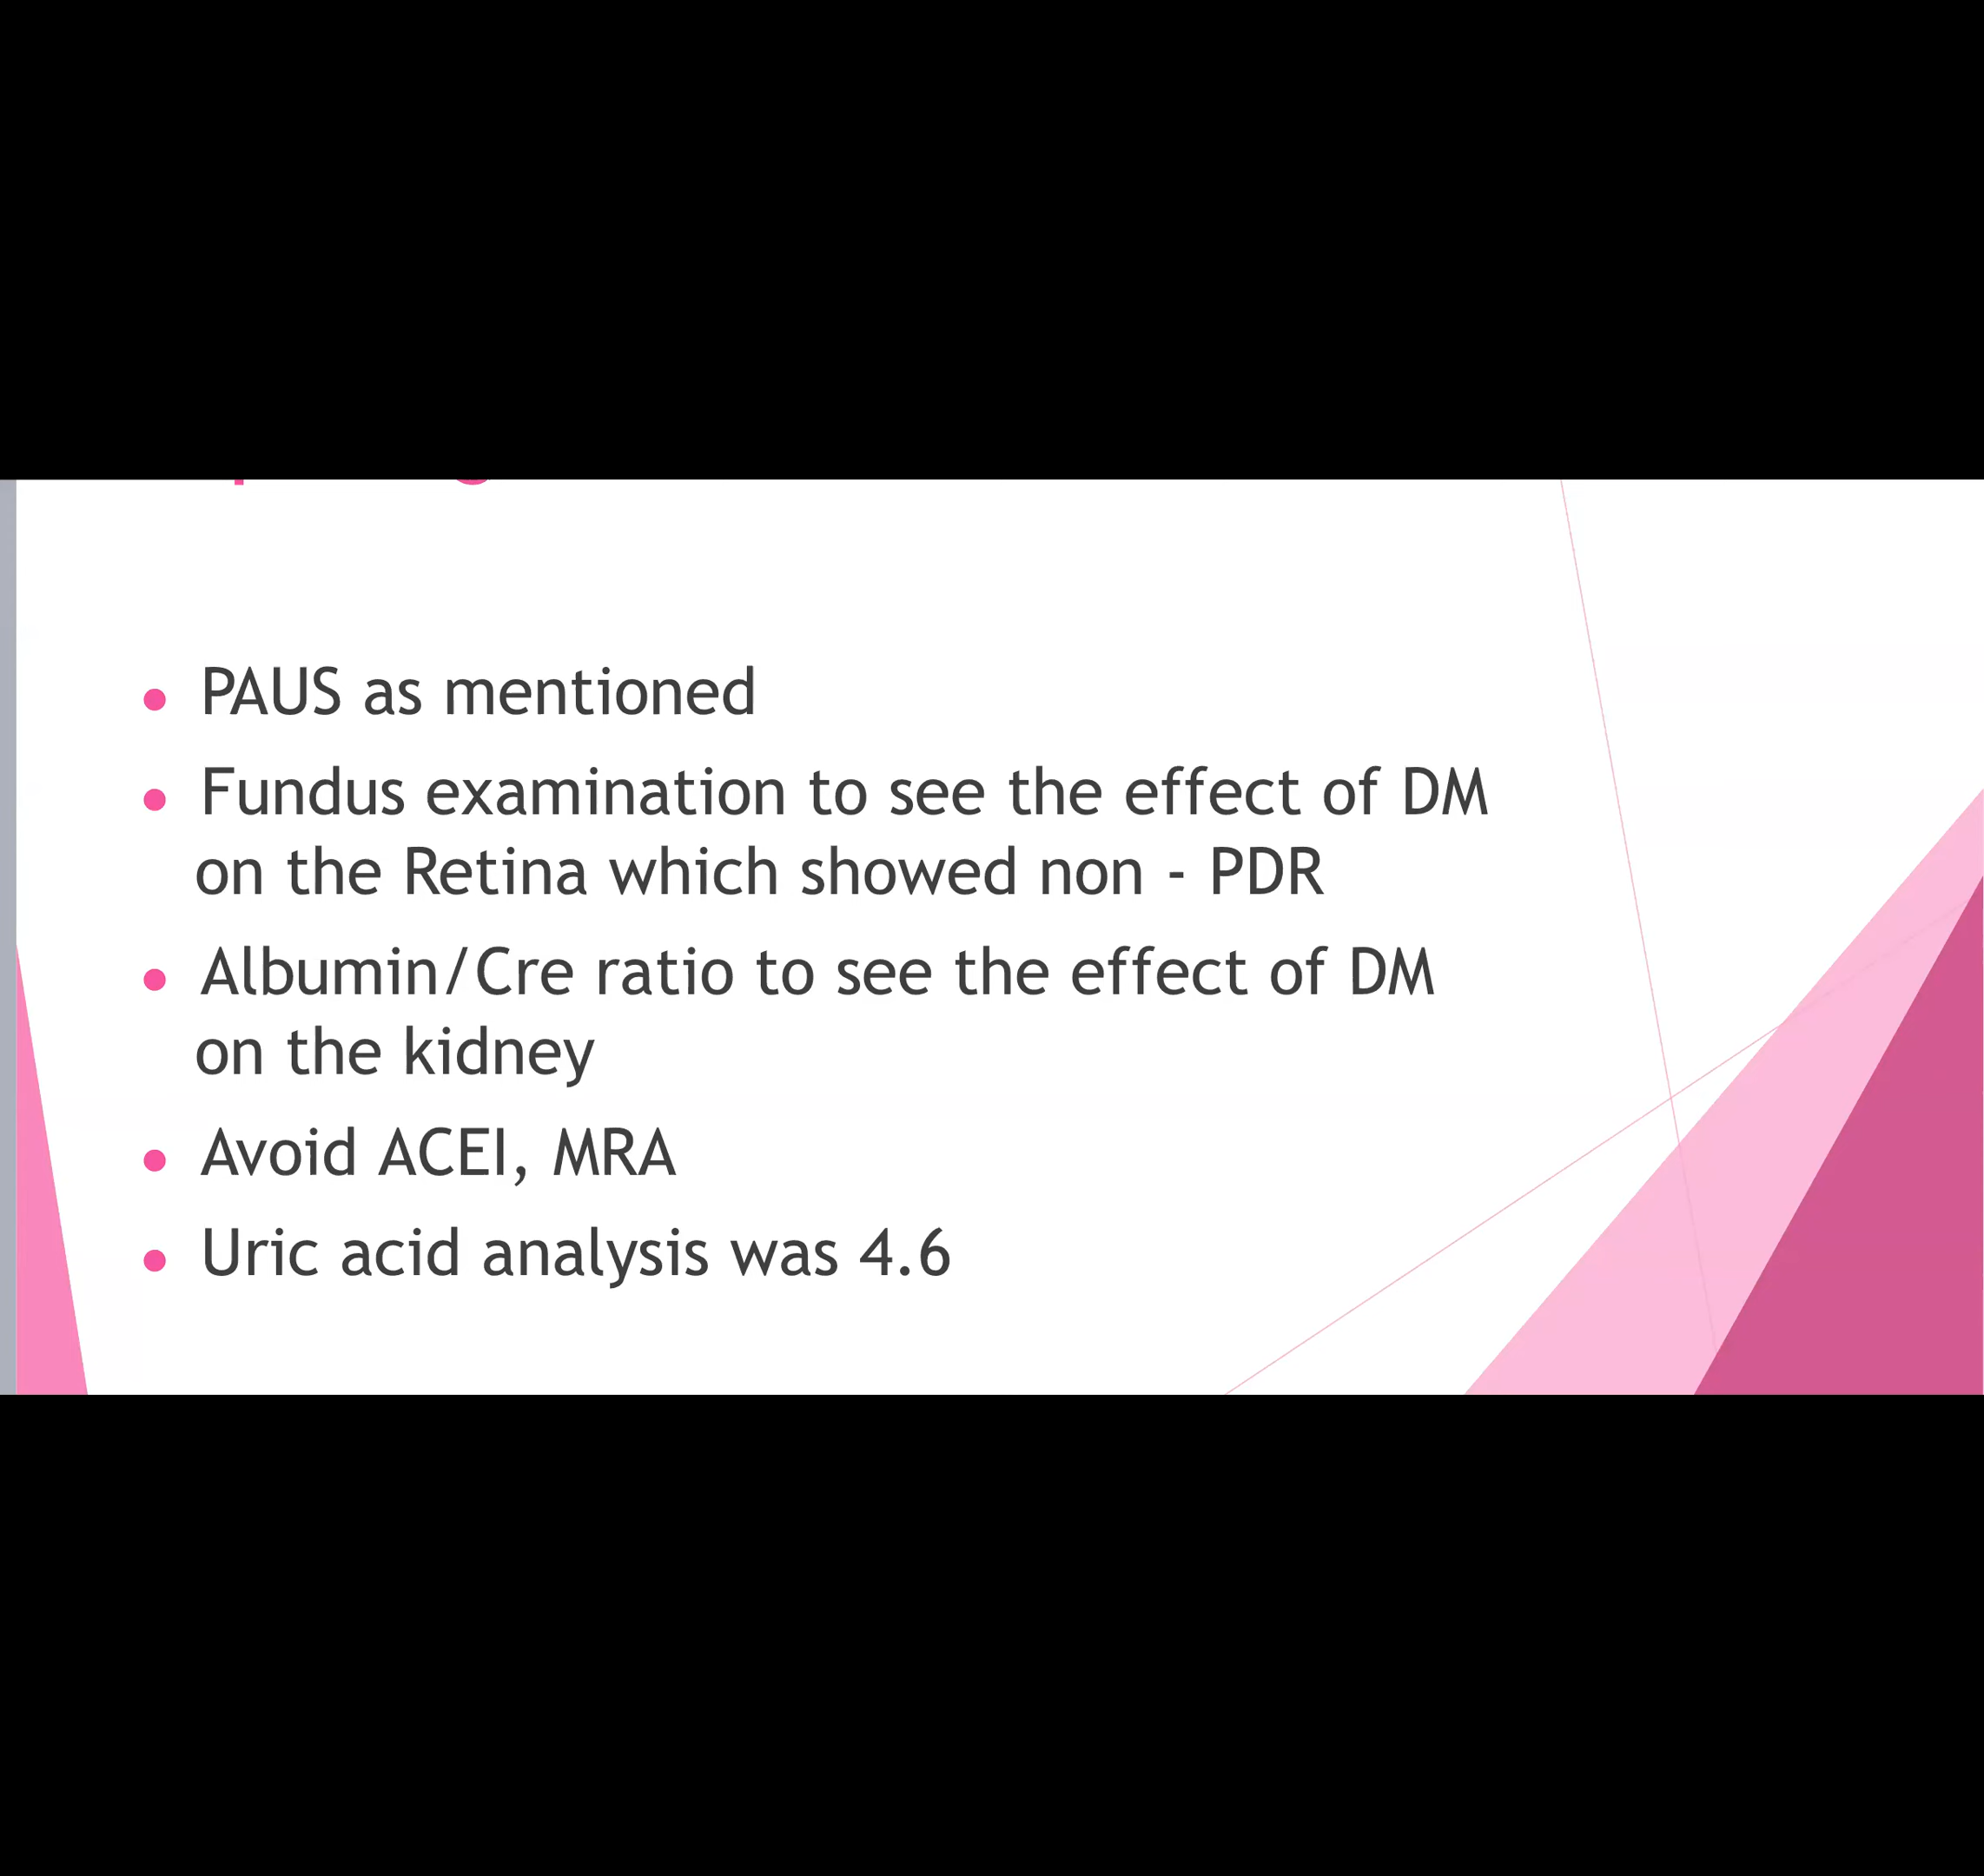 PAUS as mentioned
Fundus examination to see the effect of DM
on the Retina which showed non - PDR
Albumin/Cre ratio to see the effect of DM
on the kidney
Avoid ACEI, MRA
Uric acid analysis was 4.6